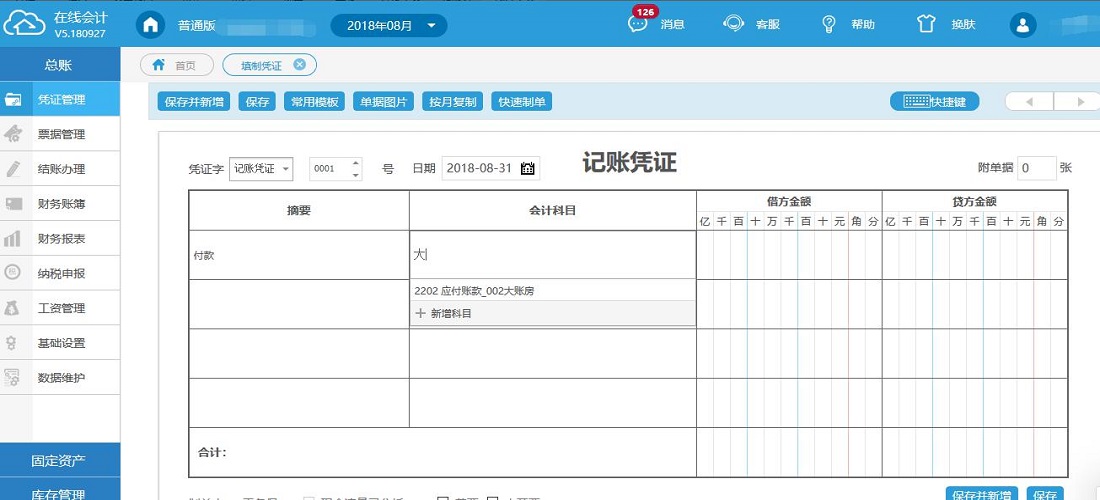 在线会计
V5.180927
普通版
2018年08月
126
消息
客服
帮助
换肤
总账
首页
填制凭证
凭证管理
票据管理
结账办理
财务账簿
财务报表
纳税申报
工资管理
基础设置
数据维护
固定资产
库存管理
保存并新增 保存 常用模板 单据图片 按月复制 快速制单
快捷键
凭证字 记账凭证 0001 号 日期 2018-08-31
记账凭证
附单据 0 张
摘要 会计科目 借方金额 贷方金额
亿 千 百 十 万 千 百 十 元 角 分 亿 千 百 十 万 千 百 十 元 角 分
付款 大
2202 应付账款_002大账房
新增科目
合计：
保存并新增 保存